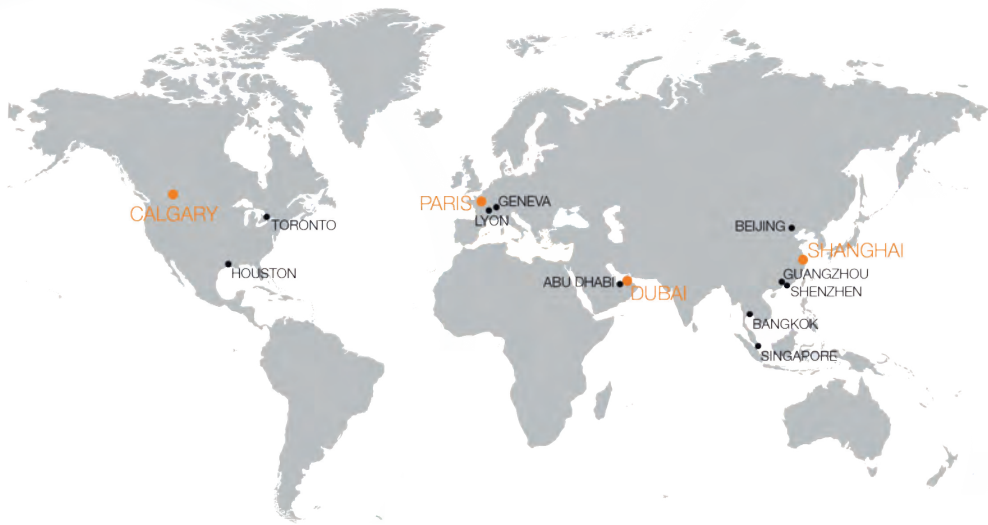 CALGARY
TORONTO
HOUSTON
PARIS
GENEVA
LYON
ABU DHABI
DUBAI
BEIJING
SHANGHAI
GUANGZHOU
SHENZHEN
BANGKOK
SINGAPORE